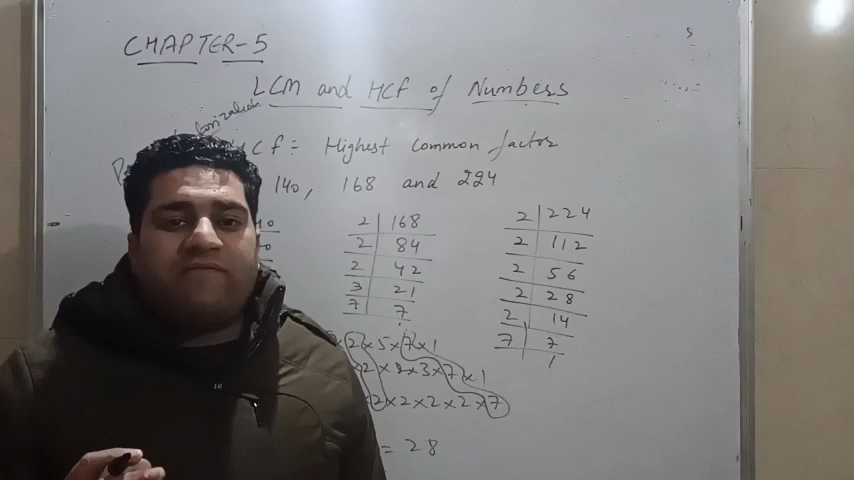 CHAPTER-5
LCM and HCF of Numbers
Cf = Highest Common factor
140, 168 and 224
2 168
2 84
2 42
3 21
7 7
1
2 224
2 112
2 56
2 28
2 14
7 7
1
2 × 5 × 7 × 1
× 2 × 2 × 3 × 7 × 1
× 2 × 2 × 2 × 2 × 7
= 28